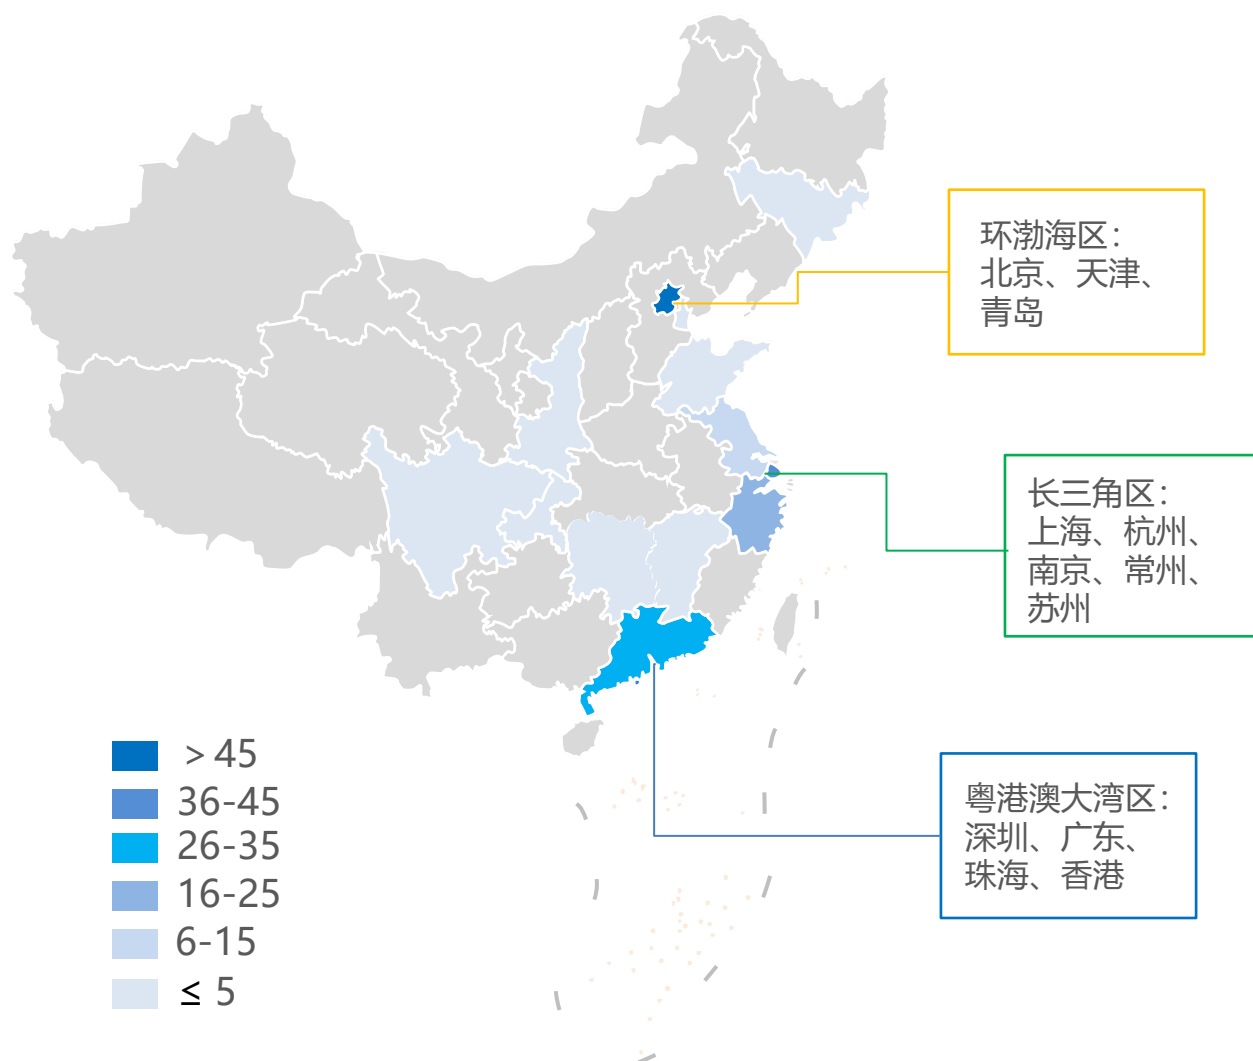 环渤海区：
北京、天津、
青岛
长三角区：
上海、杭州、
南京、常州、
苏州
＞45
36-45
26-35
16-25
6-15
≤ 5
粤港澳大湾区：
深圳、广东、
珠海、香港